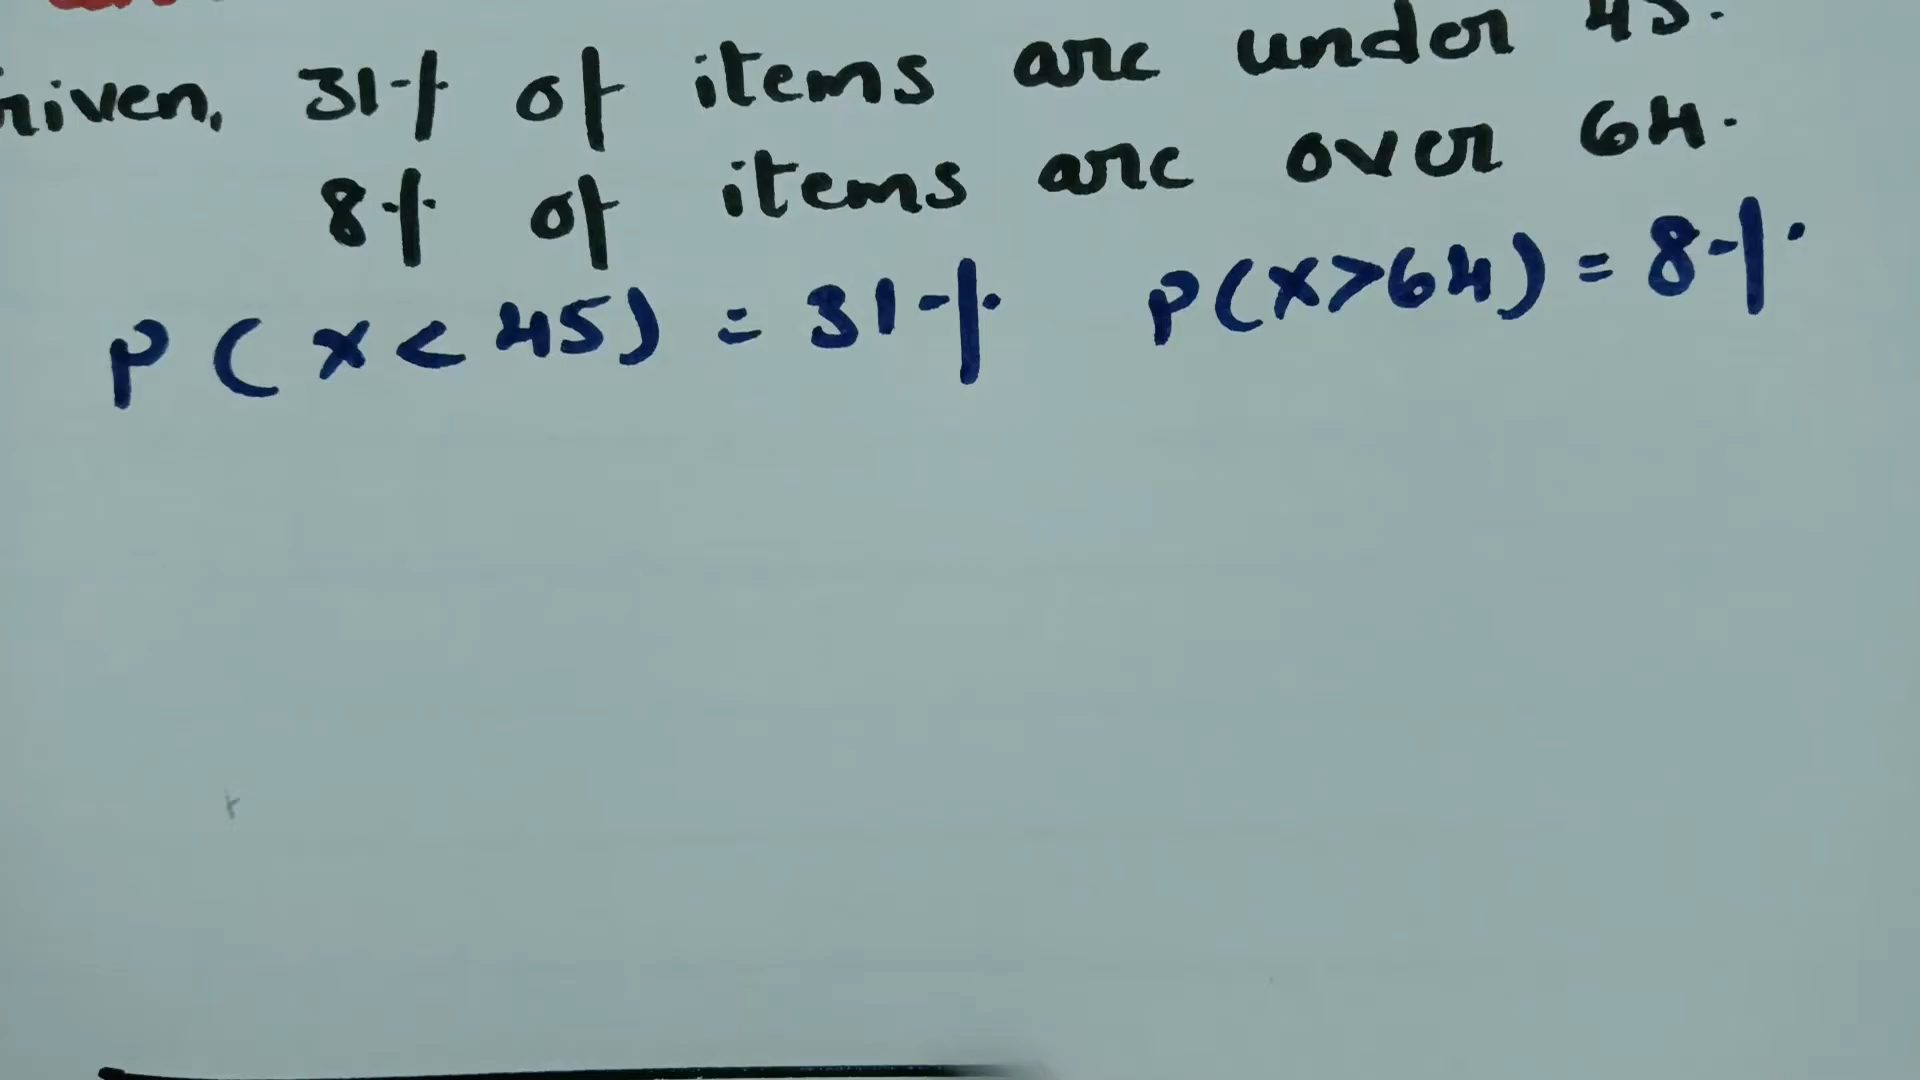 Given, 31% of items are under 45.
8% of items are over 64.
P(x < 45) = 31% P(x>64) = 8%.